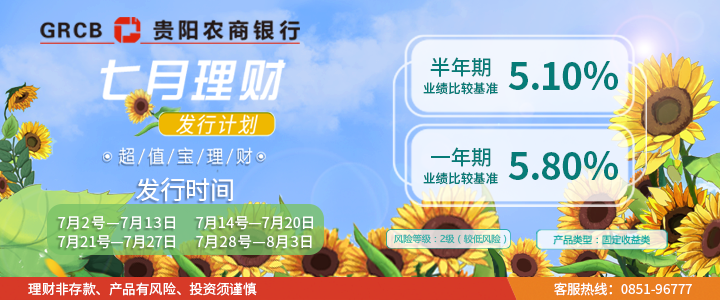 GRCB 贵阳农商银行
七月理财
发行计划
超/值/宝/理/财
发行时间
7月2号—7月13日 7月14号—7月20日
7月21号—7月27日 7月28号—8月3日
半年期
业绩比较基准
5.10%
一年期
业绩比较基准
5.80%
风险等级：2级（较低风险）
产品类型：固定收益类
理财非存款、产品有风险、投资须谨慎
客服热线：0851-96777